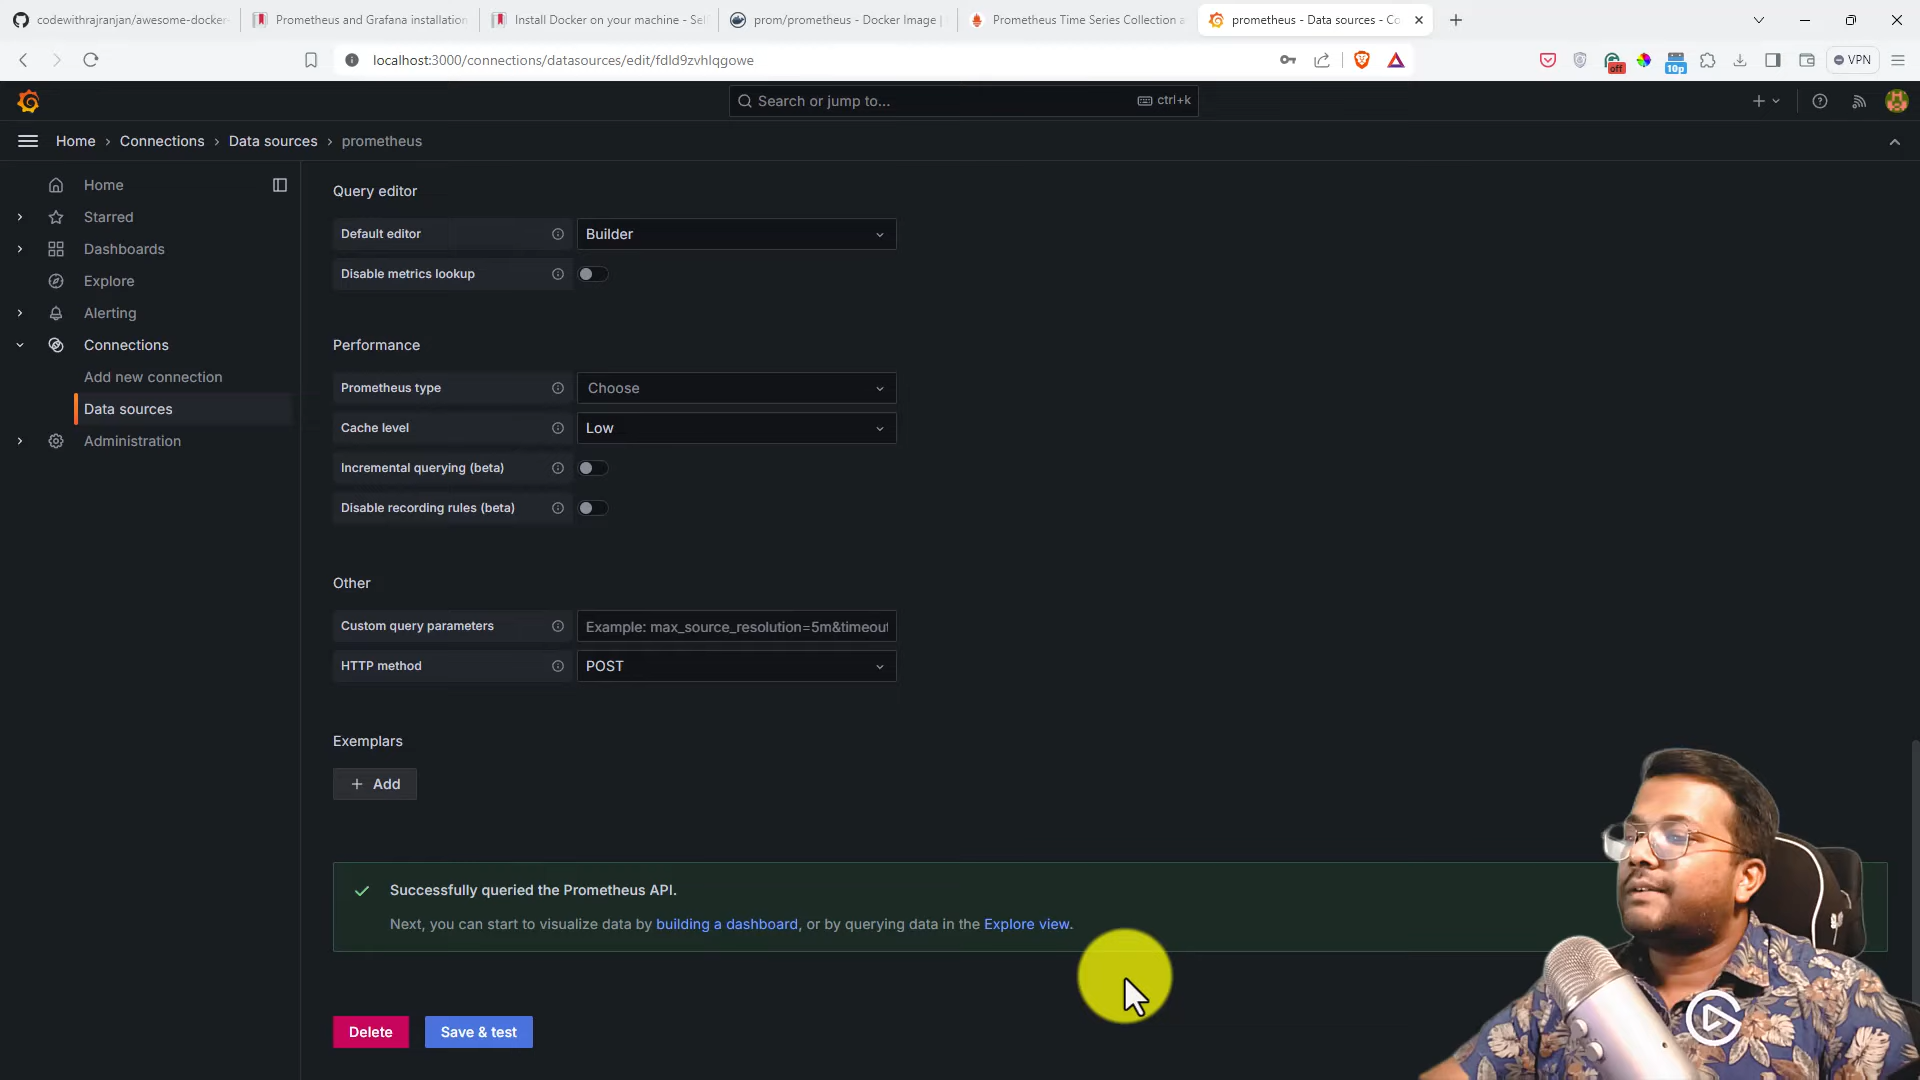 codewithrajranjan/awesome-docker
Prometheus and Grafana installation
Install Docker on your machine - Sel
prom/prometheus - Docker Image |
Prometheus Time Series Collection a
prometheus - Data sources - Co
localhost:3000/connections/datasources/edit/fdld9zvhlqgowe
off
10p
VPN
Search or jump to...
ctrl+k
Home › Connections › Data sources › prometheus
Home
Starred
Dashboards
Explore
Alerting
Connections
Add new connection
Data sources
Administration
Query editor
Default editor
Builder
Disable metrics lookup
Performance
Prometheus type
Choose
Cache level
Low
Incremental querying (beta)
Disable recording rules (beta)
Other
Custom query parameters
Example: max_source_resolution=5m&timeout
HTTP method
POST
Exemplars
+ Add
Successfully queried the Prometheus API.
Next, you can start to visualize data by building a dashboard, or by querying data in the Explore view.
Delete
Save & test